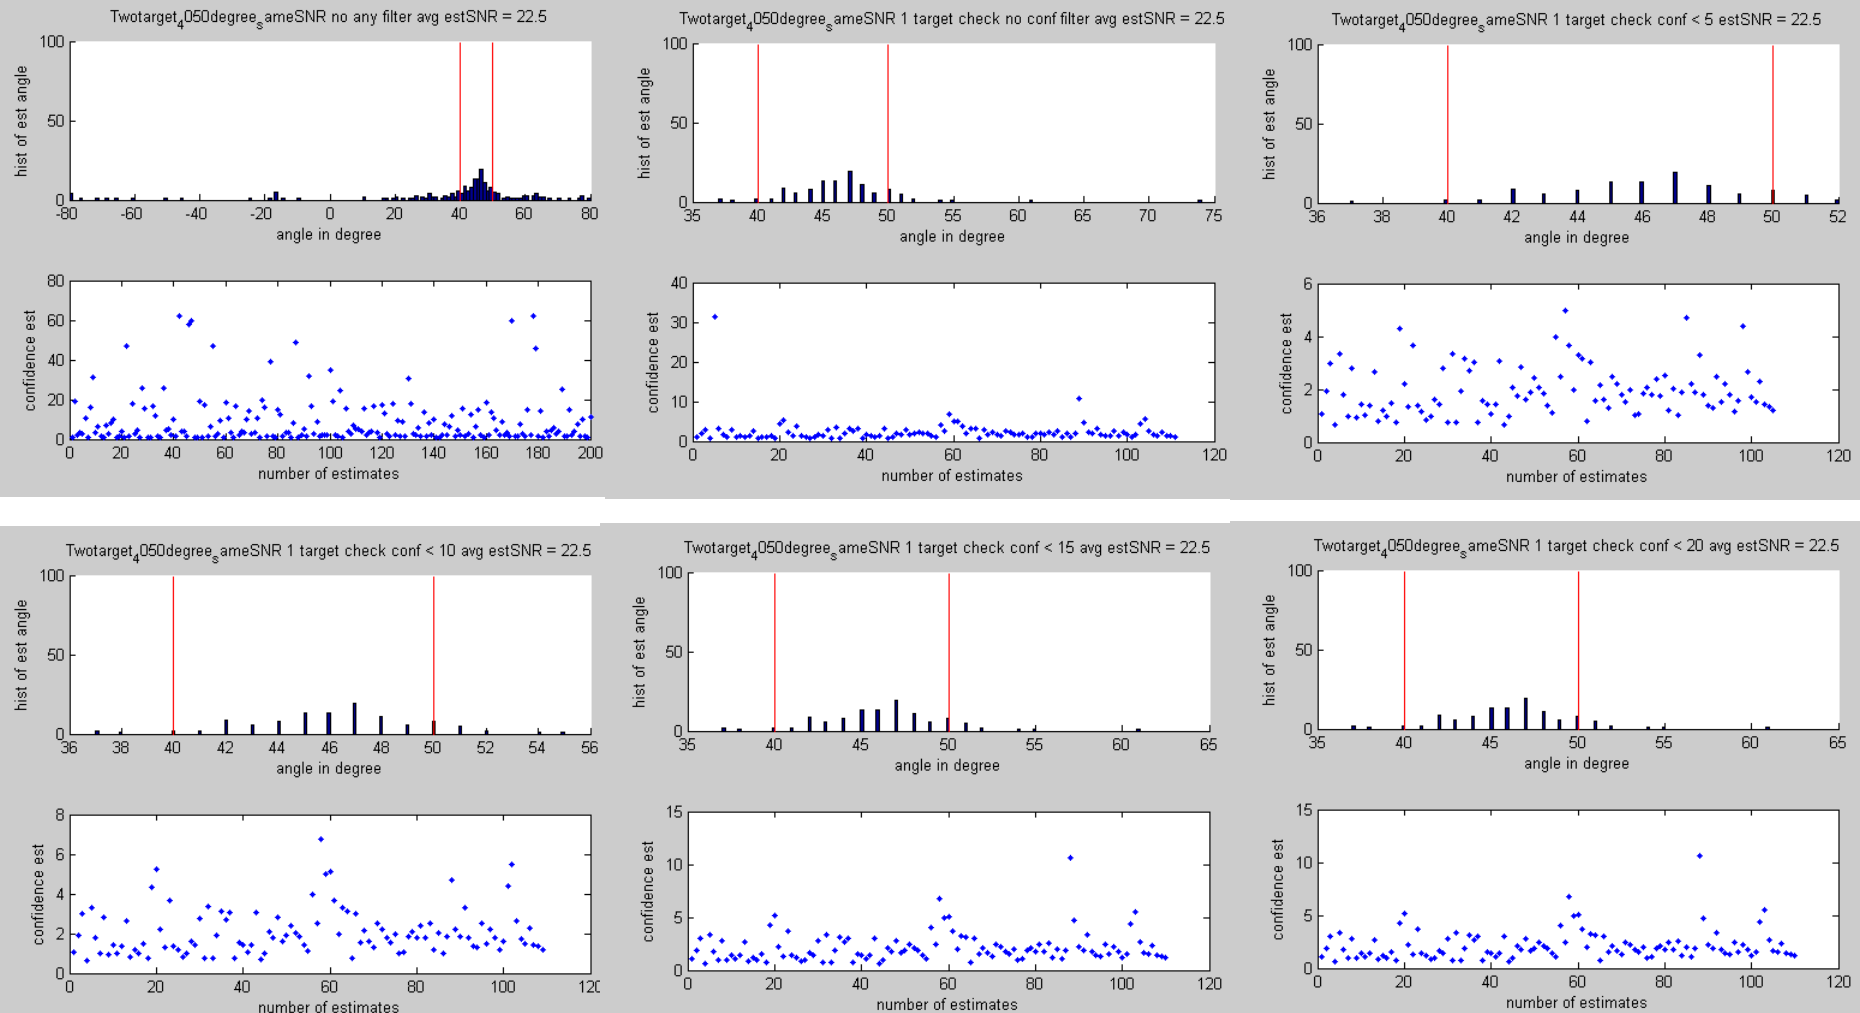 Twotarget4050degreesameSNR no any filter avg estSNR = 22.5
hist of est angle
100
50
0
-80 -60 -40 -20 0 20 40 60 80
angle in degree
confidence est
80
60
40
20
0
0 20 40 60 80 100 120 140 160 180 200
number of estimates
Twotarget4050degreesameSNR 1 target check no conf filter avg estSNR = 22.5
hist of est angle
100
50
0
35 40 45 50 55 60 65 70 75
angle in degree
confidence est
40
30
20
10
0
0 20 40 60 80 100 120
number of estimates
Twotarget4050degreesameSNR 1 target check conf < 5 estSNR = 22.5
hist of est angle
100
50
0
36 38 40 42 44 46 48 50 52
angle in degree
confidence est
6
4
2
0
0 20 40 60 80 100 120
number of estimates
Twotarget4050degreesameSNR 1 target check conf < 10 avg estSNR = 22.5
hist of est angle
100
50
0
36 38 40 42 44 46 48 50 52 54 56
angle in degree
confidence est
8
6
4
2
0
0 20 40 60 80 100 120
number of estimates
Twotarget4050degreesameSNR 1 target check conf < 15 avg estSNR = 22.5
hist of est angle
100
50
0
35 40 45 50 55 60 65
angle in degree
confidence est
15
10
5
0
0 20 40 60 80 100 120
number of estimates
Twotarget4050degreesameSNR 1 target check conf < 20 avg estSNR = 22.5
hist of est angle
100
50
0
35 40 45 50 55 60 65
angle in degree
confidence est
15
10
5
0
0 20 40 60 80 100 120
number of estimates